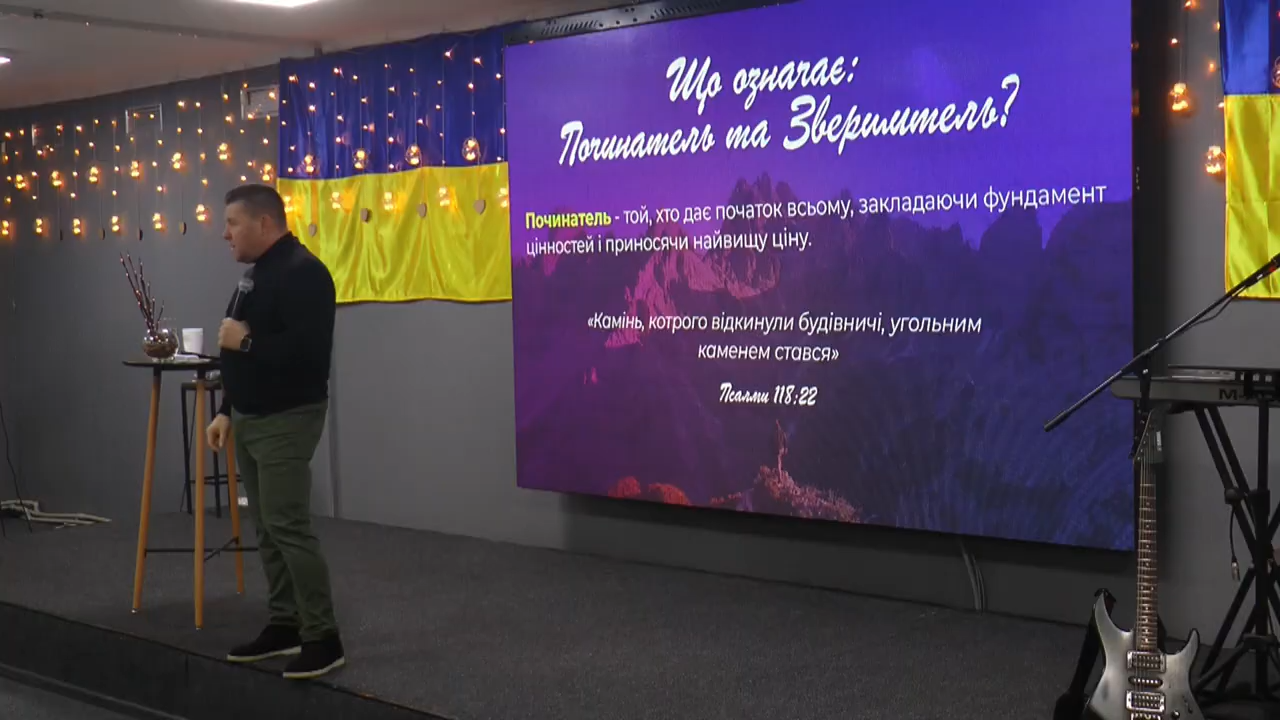 Що означає:
Починатель та Звершитель?
Починатель - той, хто дає початок всьому, закладаючи фундамент
цінностей і приносячи найвищу ціну.
«Камінь, котрого відкинули будівничі, угольним
каменем стався»
Псалми 118:22